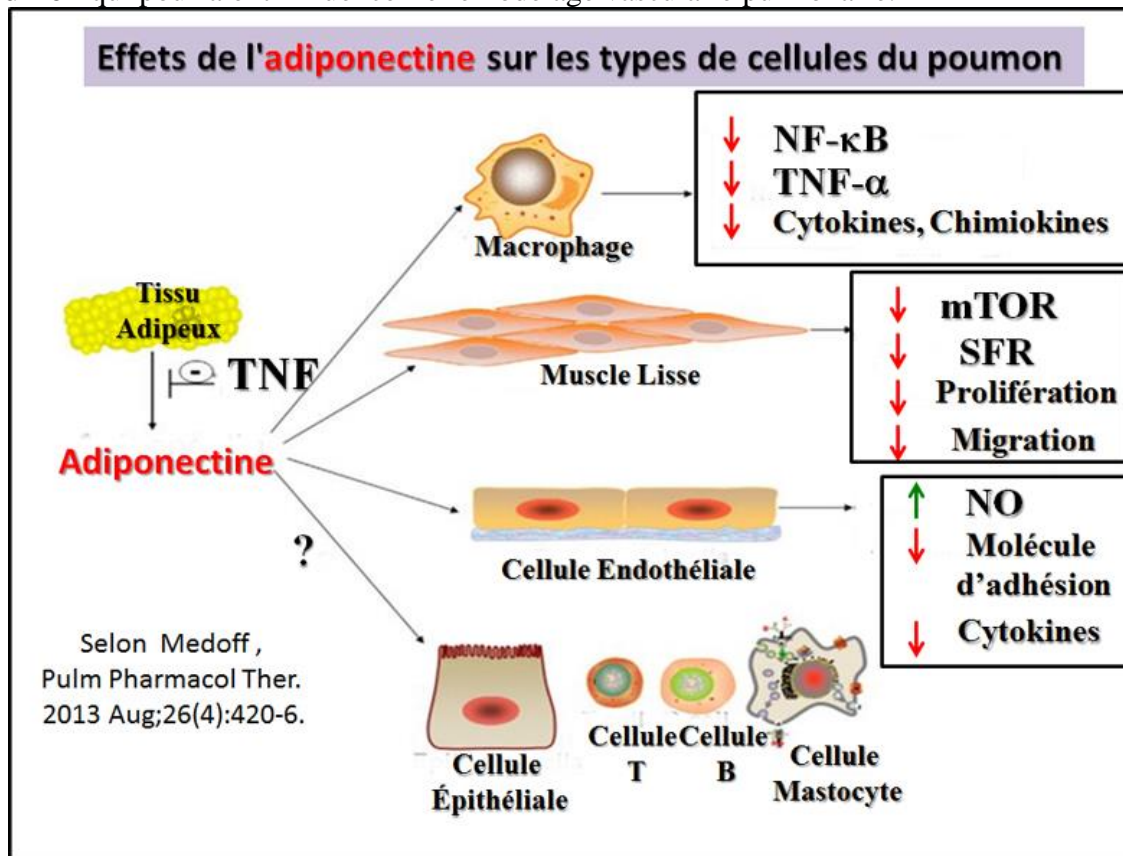 Effets de l'adiponectine sur les types de cellules du poumon
NF-κB
TNF-α
Cytokines, Chimiokines
Macrophage
Tissu
Adipeux
- TNF
Muscle Lisse
mTOR
SFR
Prolifération
Migration
Adiponectine
?
Cellule Endothéliale
NO
Molécule
d'adhésion
Cytokines
Selon Medoff ,
Pulm Pharmacol Ther.
2013 Aug;26(4):420-6.
Cellule
Épithéliale
Cellule
T
Cellule
B
Cellule
Mastocyte